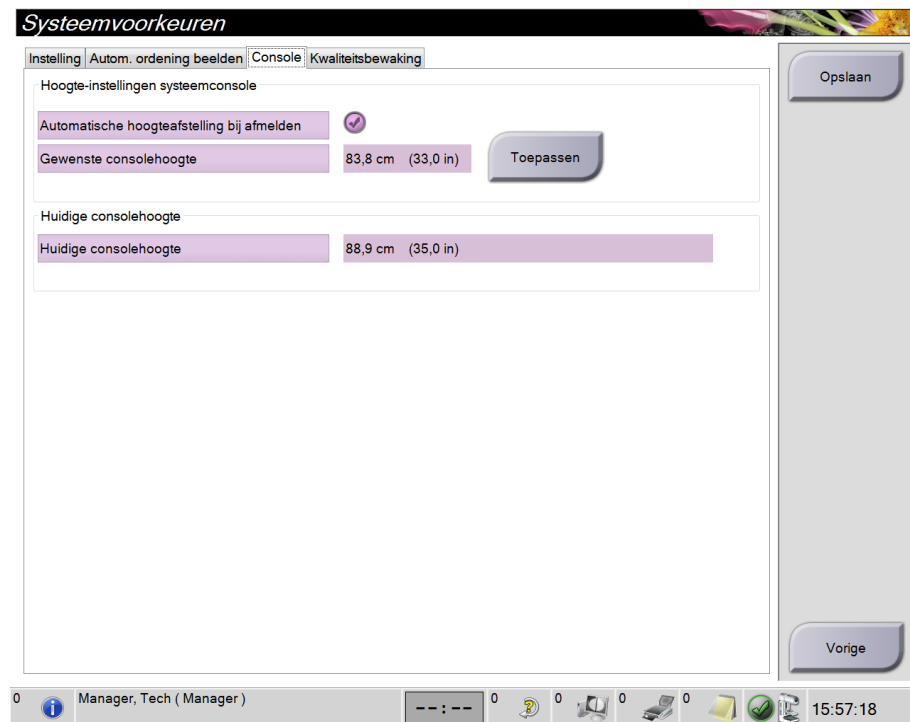 Systeemvoorkeuren
Instelling Autom. ordening beelden Console Kwaliteitsbewaking
Opslaan
Hoogte-instellingen systeemconsole
Automatische hoogteafstelling bij afmelden
Gewenste consolehoogte 83,8 cm (33,0 in) Toepassen
Huidige consolehoogte
Huidige consolehoogte 88,9 cm (35,0 in)
Vorige
0 Manager, Tech ( Manager ) --:-- 0 0 0 0 15:57:18